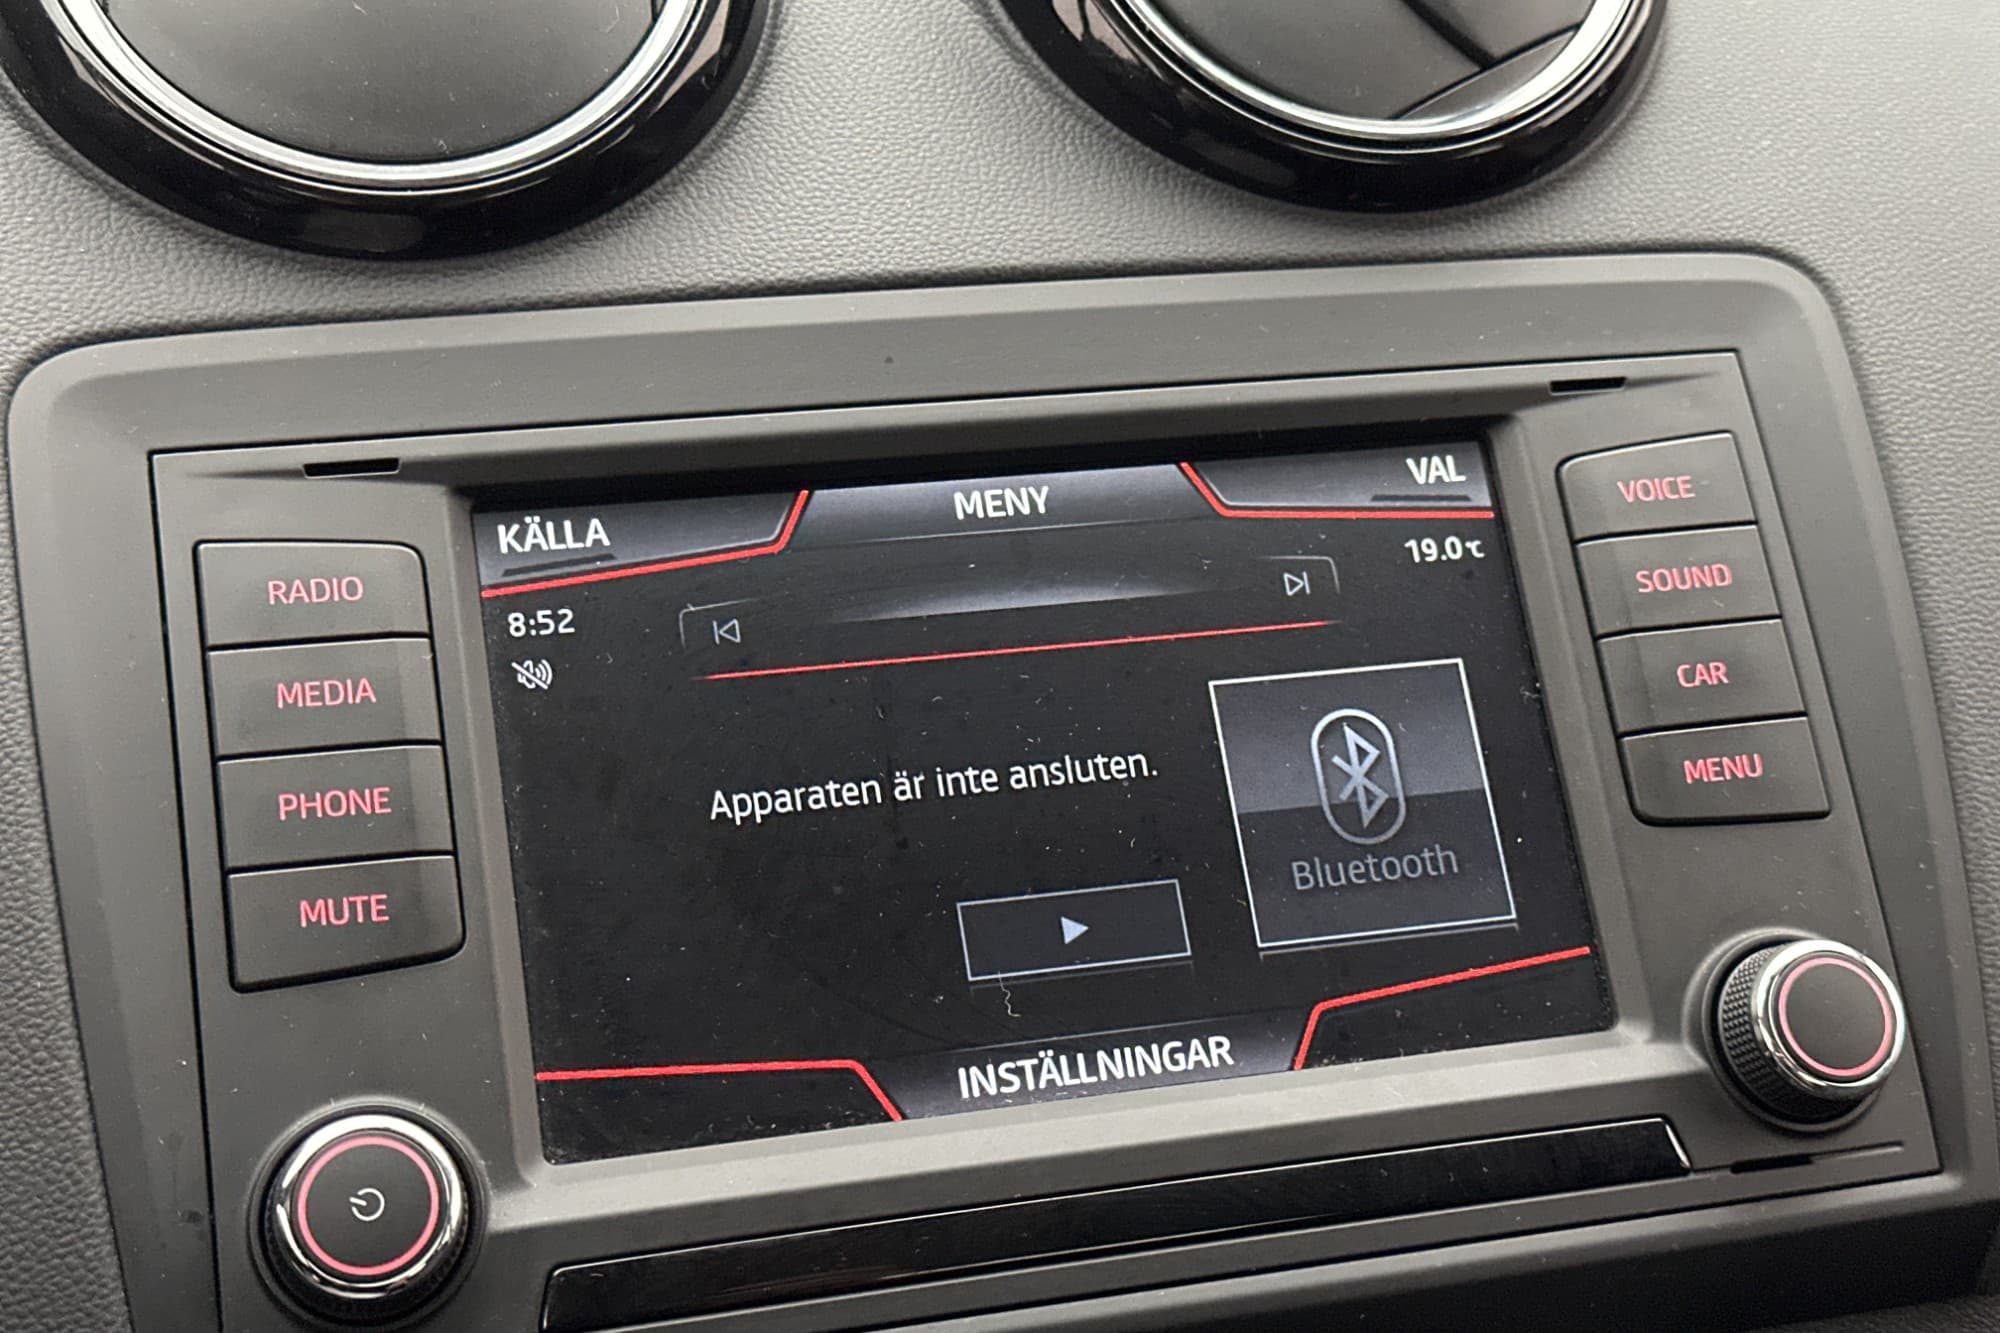 KÄLLA
MENY
VAL
8:52
19.0℃
Apparaten är inte ansluten.
Bluetooth
INSTÄLLNINGAR
RADIO
MEDIA
PHONE
MUTE
VOICE
SOUND
CAR
MENU